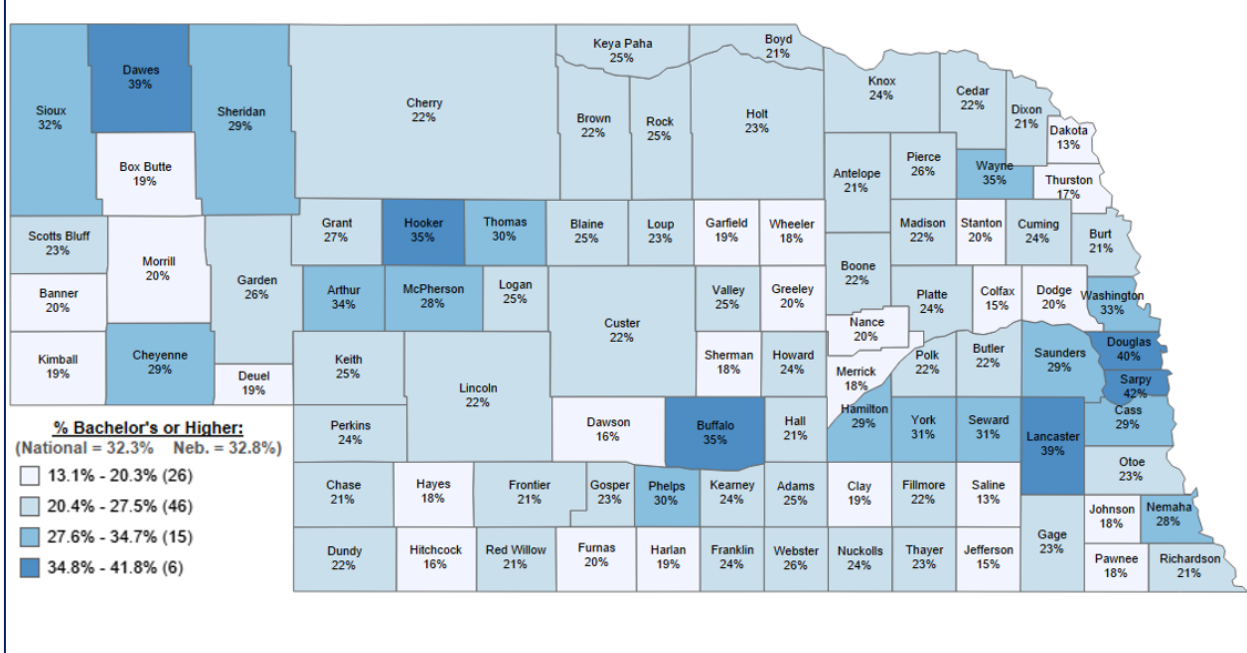 Boyd
21%
Keya Paha
25%
Dawes
39%
Knox
24%
Cedar
22%
Sioux
32%
Sheridan
29%
Cherry
22%
Brown
22%
Rock
25%
Holt
23%
Dixon
21%
Dakota
13%
Box Butte
19%
Antelope
21%
Pierce
26%
Wayne
35%
Thurston
17%
Scotts Bluff
23%
Grant
27%
Hooker
35%
Thomas
30%
Blaine
25%
Loup
23%
Garfield
19%
Wheeler
18%
Madison
22%
Stanton
20%
Cuming
24%
Burt
21%
Morrill
20%
Boone
22%
Banner
20%
Garden
26%
Arthur
34%
McPherson
28%
Logan
25%
Valley
25%
Greeley
20%
Platte
24%
Colfax
15%
Dodge
20%
Washington
33%
Custer
22%
Nance
20%
Kimball
19%
Cheyenne
29%
Deuel
19%
Keith
25%
Lincoln
22%
Sherman
18%
Howard
24%
Merrick
18%
Polk
22%
Butler
22%
Saunders
29%
Douglas
40%
Sarpy
42%
Perkins
24%
Dawson
16%
Buffalo
35%
Hall
21%
Hamilton
29%
York
31%
Seward
31%
Lancaster
39%
Cass
29%
Otoe
23%
Chase
21%
Hayes
18%
Frontier
21%
Gosper
23%
Phelps
30%
Kearney
24%
Adams
25%
Clay
19%
Fillmore
22%
Saline
13%
Gage
23%
Johnson
18%
Nemaha
28%
Dundy
22%
Hitchcock
16%
Red Willow
21%
Furnas
20%
Harlan
19%
Franklin
24%
Webster
26%
Nuckolls
24%
Thayer
23%
Jefferson
15%
Pawnee
18%
Richardson
21%
% Bachelor's or Higher:
(National = 32.3% Neb. = 32.8%)
13.1% - 20.3% (26)
20.4% - 27.5% (46)
27.6% - 34.7% (15)
34.8% - 41.8% (6)